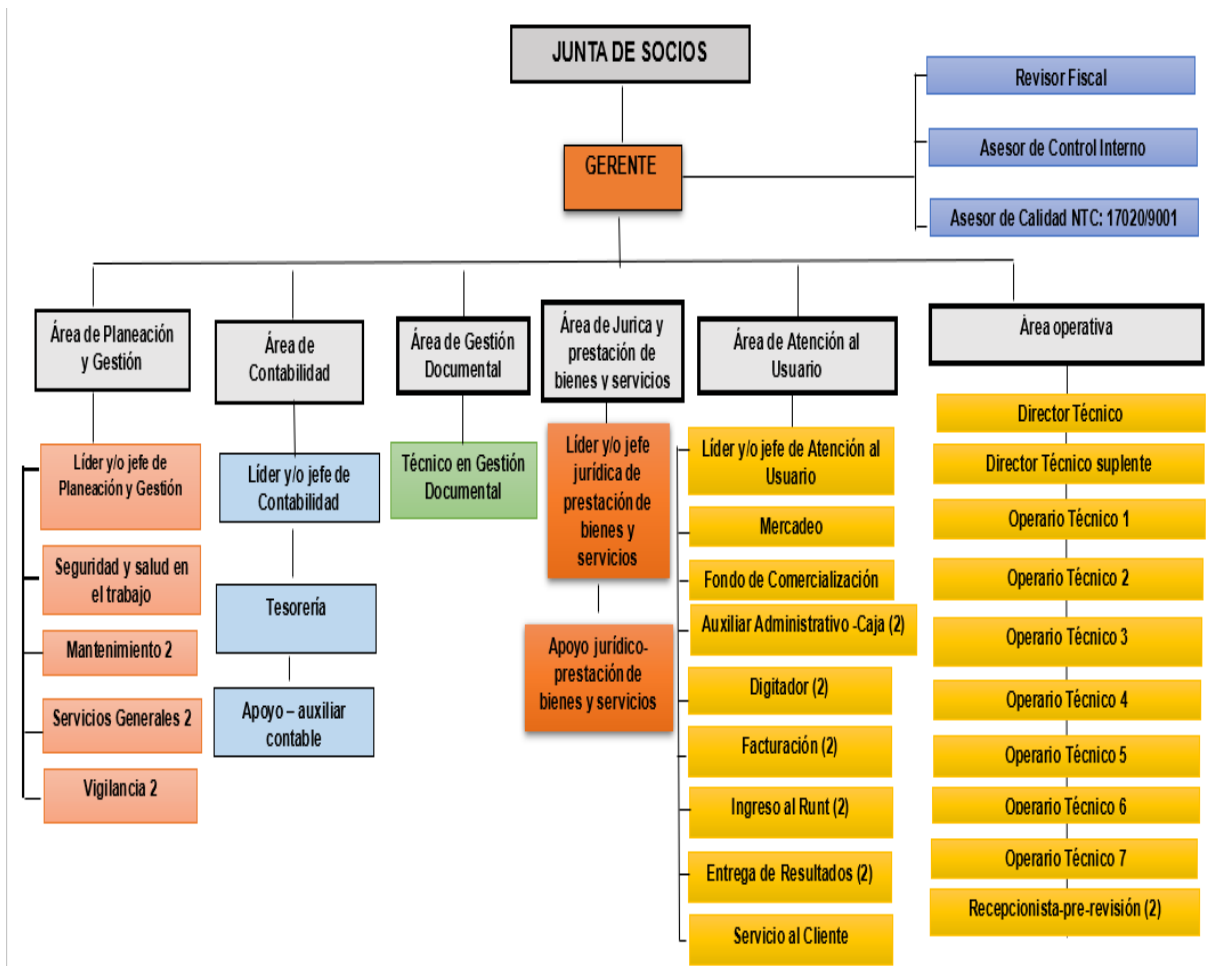 JUNTA DE SOCIOS
Revisor Fiscal
Asesor de Control Interno
Asesor de Calidad NTC: 17020/9001
GERENTE
Área de Planeación
y Gestión
Líder y/o jefe de
Planeación y Gestión
Seguridad y salud en
el trabajo
Mantenimiento 2
Servicios Generales 2
Vigilancia 2
Área de
Contabilidad
Líder y/o jefe de
Contabilidad
Tesorería
Apoyo – auxiliar
contable
Área de Gestión
Documental
Técnico en Gestión
Documental
Área de Jurica y
prestación de
bienes y servicios
Líder y/o jefe
jurídica de
prestación de
bienes y
servicios
Apoyo jurídico-
prestación de
bienes y servicios
Área de Atención al
Usuario
Líder y/o jefe de Atención al
Usuario
Mercadeo
Fondo de Comercialización
Auxiliar Administrativo -Caja (2)
Digitador (2)
Facturación (2)
Ingreso al Runt (2)
Entrega de Resultados (2)
Servicio al Cliente
Área operativa
Director Técnico
Director Técnico suplente
Operario Técnico 1
Operario Técnico 2
Operario Técnico 3
Operario Técnico 4
Operario Técnico 5
Operario Técnico 6
Operario Técnico 7
Recepcionista-pre-revisión (2)